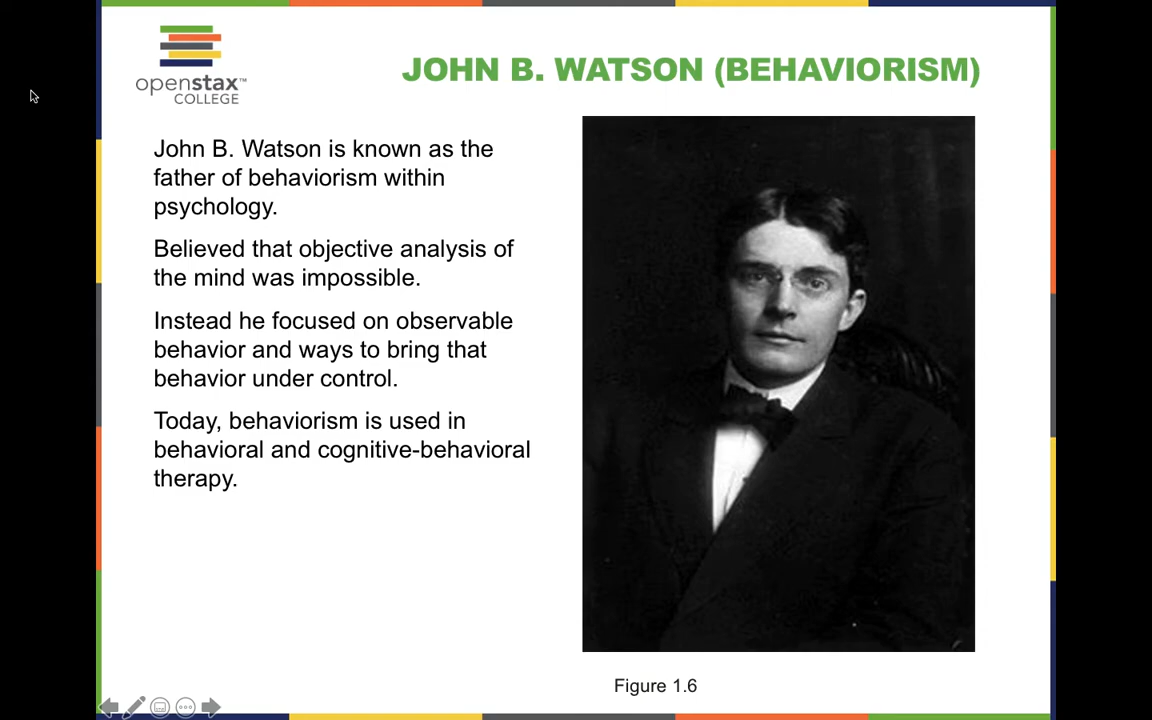 openstax™
COLLEGE
JOHN B. WATSON (BEHAVIORISM)
John B. Watson is known as the
father of behaviorism within
psychology.
Believed that objective analysis of
the mind was impossible.
Instead he focused on observable
behavior and ways to bring that
behavior under control.
Today, behaviorism is used in
behavioral and cognitive-behavioral
therapy.
Figure 1.6